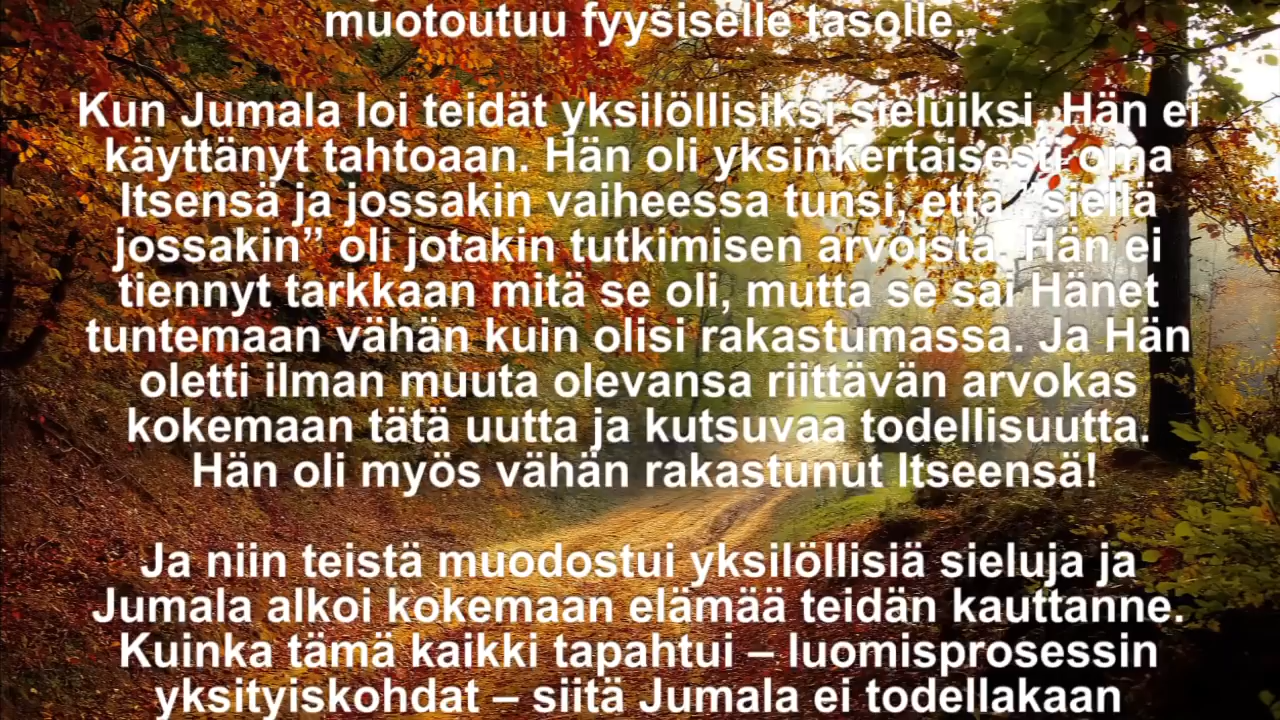 muotoutuu fyysiselle tasolle..
Kun Jumala loi teidät yksilöllisiksi sieluiksi, Hän ei
käyttänyt tahtoaan. Hän oli yksinkertaisesti oma
Itsensä ja jossakin vaiheessa tunsi, että ”siellä
jossakin” oli jotakin tutkimisen arvoista. Hän ei
tiennyt tarkkaan mitä se oli, mutta se sai Hänet
tuntemaan vähän kuin olisi rakastumassa. Ja Hän
oletti ilman muuta olevansa riittävän arvokas
kokemaan tätä uutta ja kutsuvaa todellisuutta.
Hän oli myös vähän rakastunut Itseensä!
Ja niin teistä muodostui yksilöllisiä sieluja ja
Jumala alkoi kokemaan elämää teidän kauttanne.
Kuinka tämä kaikki tapahtui – luomisprosessin
yksityiskohdat – siitä Jumala ei todellakaan